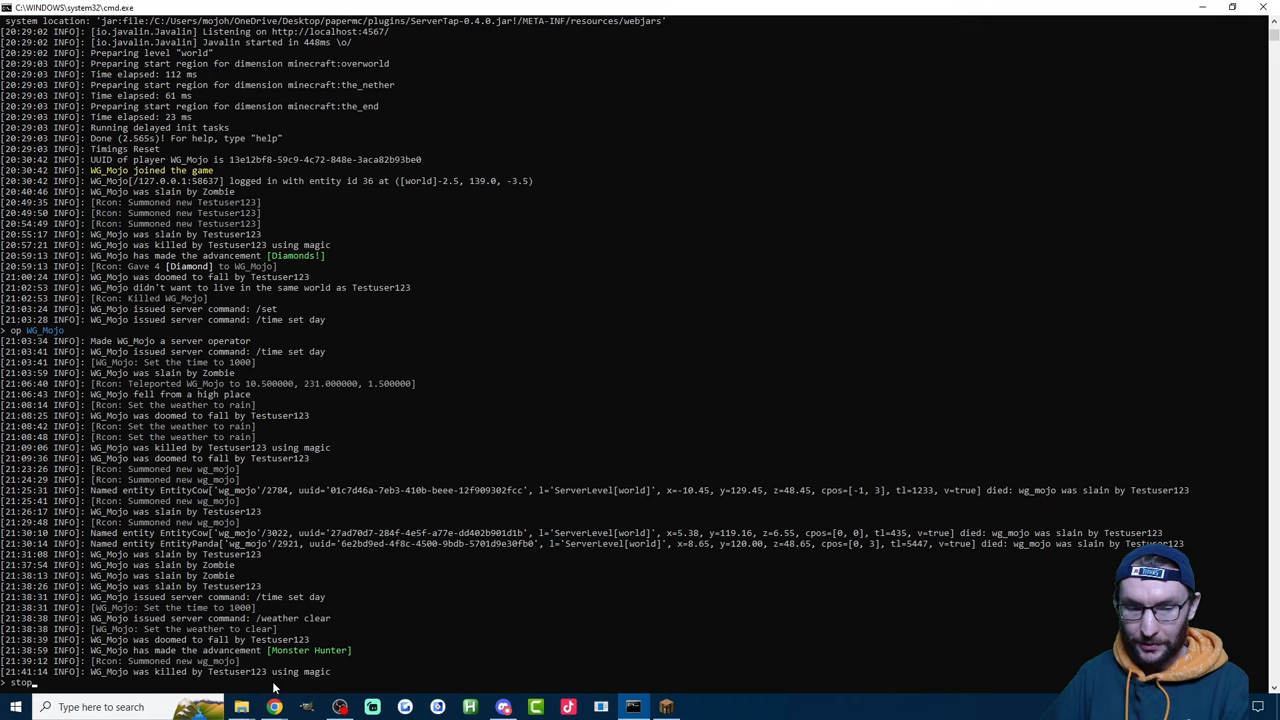 C:\WINDOWS\system32\cmd.exe
system location: 'jar:file:/C:/Users/mojoh/OneDrive/Desktop/papermc/plugins/ServerTap-0.4.0.jar!/META-INF/resources/webjars'
[20:29:02 INFO]: [io.javalin.Javalin] Listening on http://localhost:4567/
[20:29:02 INFO]: [io.javalin.Javalin] Javalin started in 448ms \o/
[20:29:02 INFO]: Preparing level "world"
[20:29:03 INFO]: Preparing start region for dimension minecraft:overworld
[20:29:03 INFO]: Time elapsed: 112 ms
[20:29:03 INFO]: Preparing start region for dimension minecraft:the_nether
[20:29:03 INFO]: Time elapsed: 61 ms
[20:29:03 INFO]: Preparing start region for dimension minecraft:the_end
[20:29:03 INFO]: Time elapsed: 23 ms
[20:29:03 INFO]: Running delayed init tasks
[20:29:03 INFO]: Done (2.565s)! For help, type "help"
[20:29:03 INFO]: Timings Reset
[20:30:42 INFO]: UUID of player WG_Mojo is 13e12bf8-59c9-4c72-848e-3aca82b93be0
[20:30:42 INFO]: WG_Mojo joined the game
[20:30:42 INFO]: WG_Mojo[/127.0.0.1:58637] logged in with entity id 36 at ([world]-2.5, 139.0, -3.5)
[20:40:46 INFO]: WG_Mojo was slain by Zombie
[20:49:35 INFO]: [Rcon: Summoned new Testuser123]
[20:49:50 INFO]: [Rcon: Summoned new Testuser123]
[20:54:49 INFO]: [Rcon: Summoned new Testuser123]
[20:55:17 INFO]: WG_Mojo was slain by Testuser123
[20:57:21 INFO]: WG_Mojo was killed by Testuser123 using magic
[20:59:13 INFO]: WG_Mojo has made the advancement [Diamonds!]
[20:59:13 INFO]: [Rcon: Gave 4 [Diamond] to WG_Mojo]
[21:00:24 INFO]: WG_Mojo was doomed to fall by Testuser123
[21:02:53 INFO]: WG_Mojo didn't want to live in the same world as Testuser123
[21:02:53 INFO]: [Rcon: Killed WG_Mojo]
[21:03:24 INFO]: WG_Mojo issued server command: /set
[21:03:28 INFO]: WG_Mojo issued server command: /time set day
> op WG_Mojo
[21:03:34 INFO]: Made WG_Mojo a server operator
[21:03:41 INFO]: WG_Mojo issued server command: /time set day
[21:03:41 INFO]: [WG_Mojo: Set the time to 1000]
[21:03:59 INFO]: WG_Mojo was slain by Zombie
[21:06:40 INFO]: [Rcon: Teleported WG_Mojo to 10.500000, 231.000000, 1.500000]
[21:06:43 INFO]: WG_Mojo fell from a high place
[21:08:14 INFO]: [Rcon: Set the weather to rain]
[21:08:25 INFO]: WG_Mojo was doomed to fall by Testuser123
[21:08:42 INFO]: [Rcon: Set the weather to rain]
[21:08:48 INFO]: [Rcon: Set the weather to rain]
[21:09:06 INFO]: WG_Mojo was killed by Testuser123 using magic
[21:09:36 INFO]: WG_Mojo was doomed to fall by Testuser123
[21:23:26 INFO]: [Rcon: Summoned new wg_mojo]
[21:24:29 INFO]: [Rcon: Summoned new wg_mojo]
[21:25:31 INFO]: Named entity EntityCow['wg_mojo'/2784, uuid='01c7d46a-7eb3-410b-beee-12f909302fcc', l='ServerLevel[world]', x=-10.45, y=129.45, z=48.45, cpos=[-1, 3], tl=1233, v=true] died: wg_mojo was slain by Testuser123
[21:25:41 INFO]: [Rcon: Summoned new wg_mojo]
[21:26:17 INFO]: WG_Mojo was slain by Testuser123
[21:29:48 INFO]: [Rcon: Summoned new wg_mojo]
[21:30:10 INFO]: Named entity EntityCow['wg_mojo'/3022, uuid='27ad70d7-284f-4e5f-a77e-dd402b901d1b', l='ServerLevel[world]', x=5.38, y=119.16, z=6.55, cpos=[0, 0], tl=435, v=true] died: wg_mojo was slain by Testuser123
[21:30:14 INFO]: Named entity EntityPanda['wg_mojo'/2921, uuid='6e2bd9ed-4f8c-4500-9bdb-5701d9e30fb0', l='ServerLevel[world]', x=8.65, y=120.00, z=48.65, cpos=[0, 3], tl=5447, v=true] died: wg_mojo was slain by Testuser123
[21:31:08 INFO]: WG_Mojo was slain by Testuser123
[21:37:54 INFO]: WG_Mojo was slain by Zombie
[21:38:13 INFO]: WG_Mojo was slain by Zombie
[21:38:26 INFO]: WG_Mojo was slain by Testuser123
[21:38:31 INFO]: WG_Mojo issued server command: /time set day
[21:38:31 INFO]: [WG_Mojo: Set the time to 1000]
[21:38:38 INFO]: WG_Mojo issued server command: /weather clear
[21:38:38 INFO]: [WG_Mojo: Set the weather to clear]
[21:38:39 INFO]: WG_Mojo was doomed to fall by Testuser123
[21:38:59 INFO]: WG_Mojo has made the advancement [Monster Hunter]
[21:39:12 INFO]: [Rcon: Summoned new wg_mojo]
[21:41:14 INFO]: WG_Mojo was killed by Testuser123 using magic
> stop
Type here to search